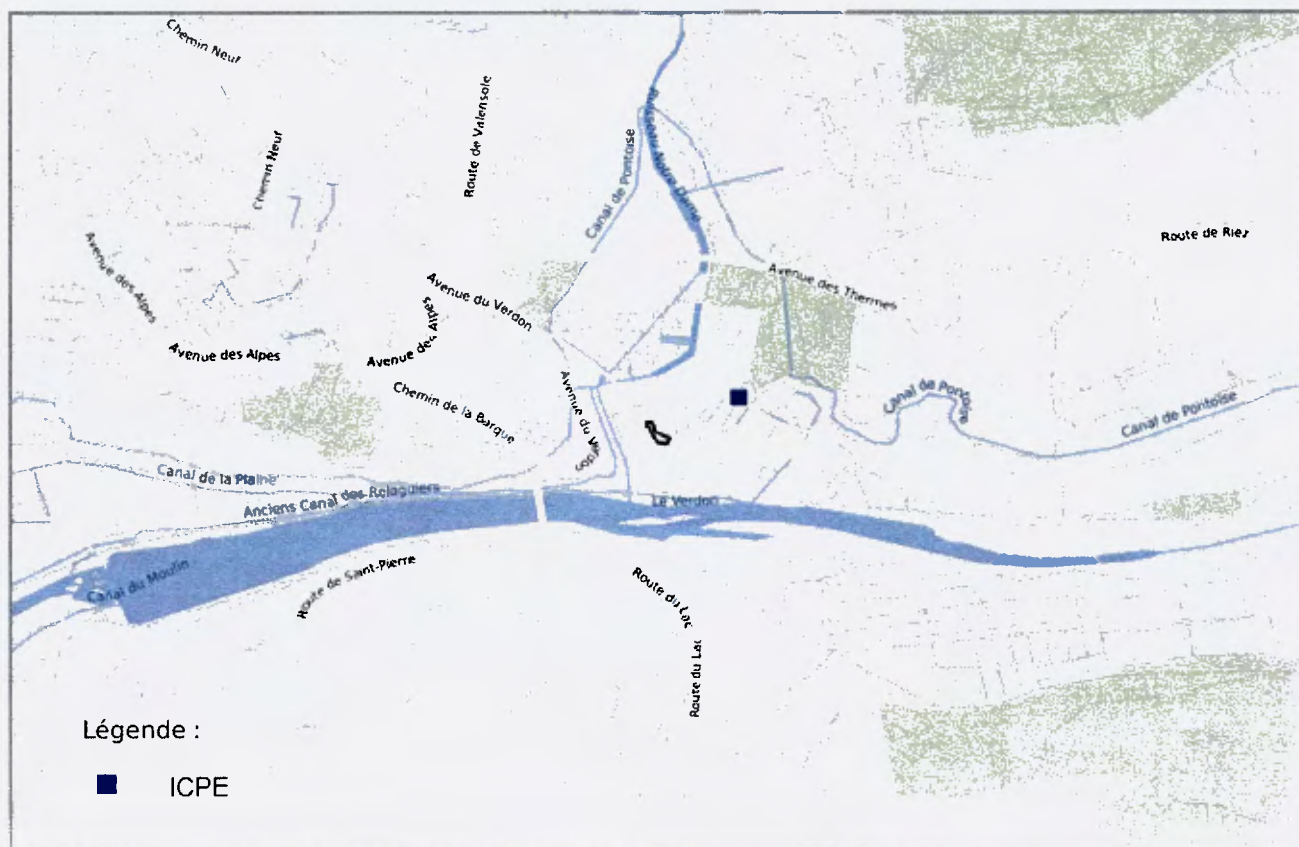 Chemin Neuf
Chemin Neuf
Route de Valensole
Canal de Pontoise
Notre Dame
Route de Riez
Avenue des Alpes
Avenue des Thermes
Avenue du Verdon
Avenue des Alpes
Avenue des Alpes
Chemin de la Barque
Avenue du Verdon
Canal de Pontoise
Canal de Pontoise
Canal de la Plaine
Anciens Canal des Relaguiers
Le Verdon
Canal du Moulin
Route de Saint-Pierre
Route du Lac
Route du Lac
Légende :
ICPE